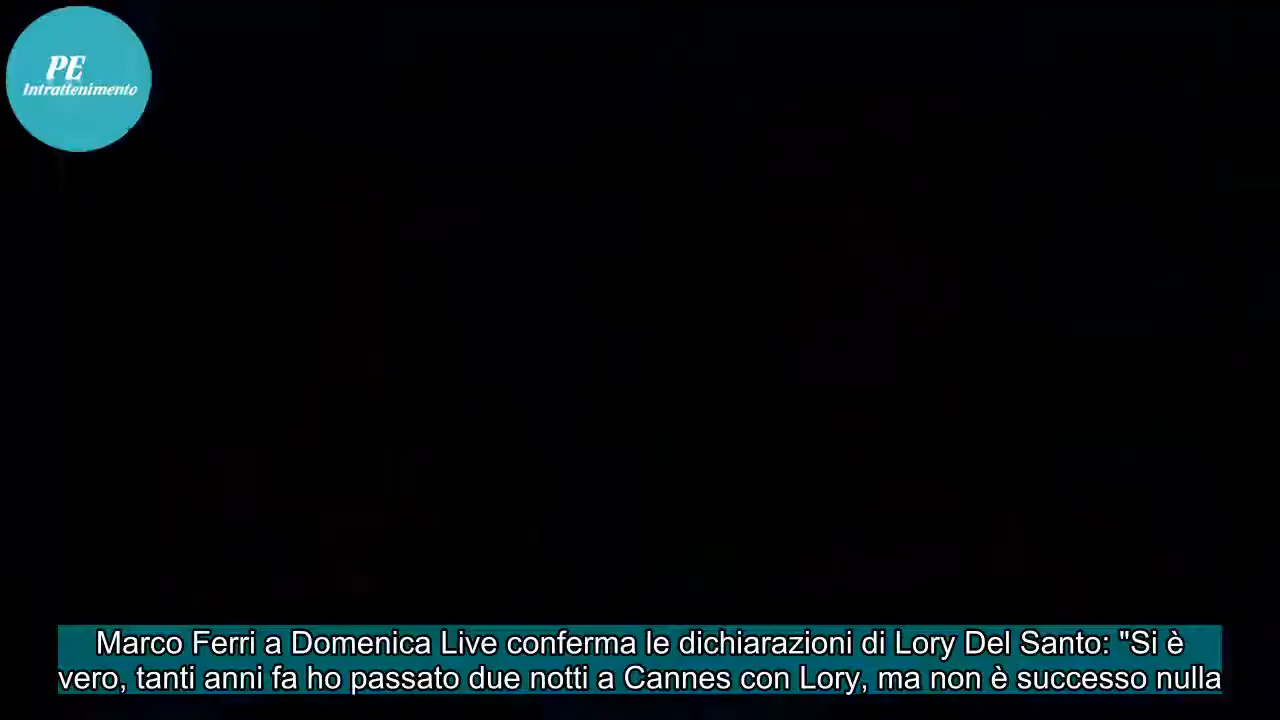 PE
Intrattenimento
Marco Ferri a Domenica Live conferma le dichiarazioni di Lory Del Santo: "Si è
vero, tanti anni fa ho passato due notti a Cannes con Lory, ma non è successo nulla